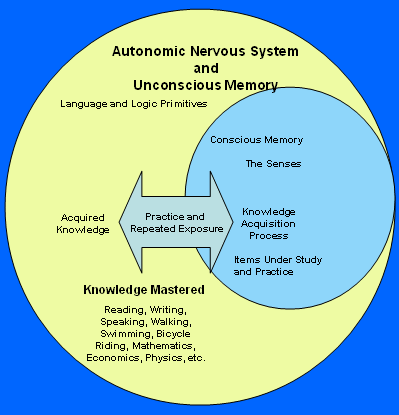 Autonomic Nervous System
and
Unconscious Memory
Language and Logic Primitives
Conscious Memory
The Senses
Acquired
Knowledge
Practice and
Repeated Exposure
Knowledge
Acquisition
Process
Items Under Study
and Practice
Knowledge Mastered
Reading, Writing,
Speaking, Walking,
Swimming, Bicycle
Riding, Mathematics,
Economics, Physics, etc.